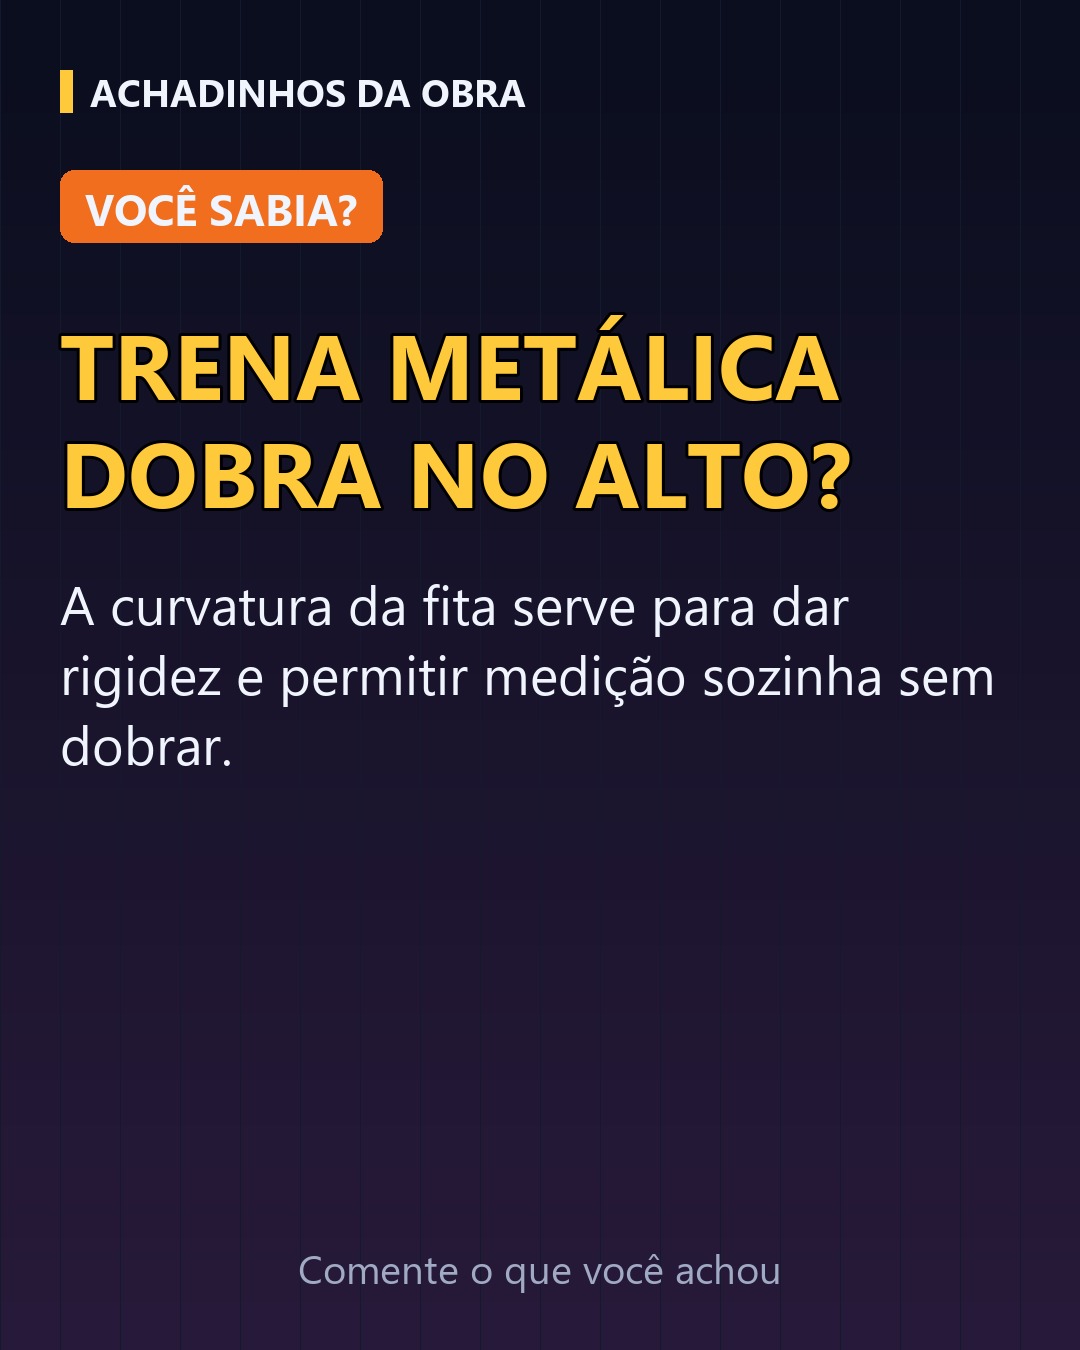 ACHADINHOS DA OBRA
VOCÊ SABIA?
TRENA METÁLICA
DOBRA NO ALTO?
A curvatura da fita serve para dar
rigidez e permitir medição sozinha sem
dobrar.
Comente o que você achou